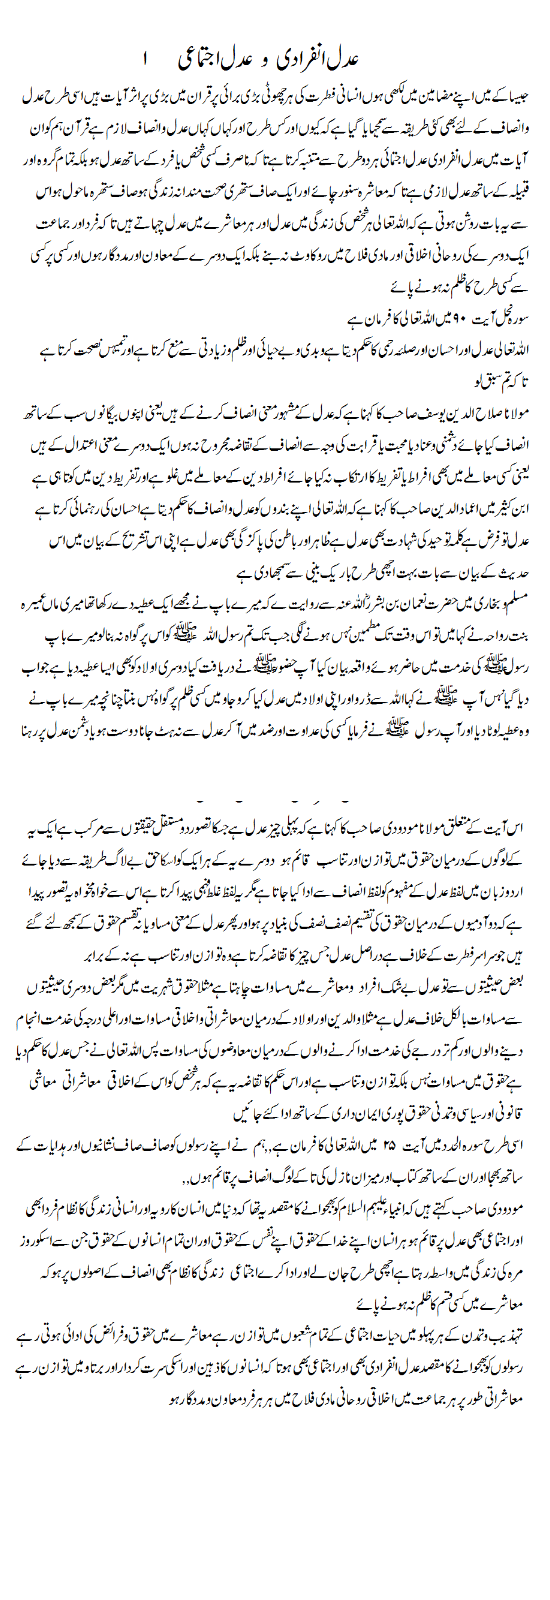 عدل انفرادی و عدل اجتماعی ۱
جیسا کے میں اپنے مضامین میں لکھی ہوں انسانی فطرت کی ہر چھوٹی بڑی برائی پر قران میں بڑی پر اثر آیات ہیں اسی طرح عدل
و انصاف کے لئے بھی کئی طریقہ سے سمجھایا گیا ہے کہ کیوں اور کس طرح اور کہاں کہاں عدل و انصاف لازم ہے قرآن ہم کو ان
آیات میں عدل انفرادی عدل اجتمائی ہر دو طرح سے متنبہ کرتا ہے تا کہ نا صرف کسی شخص یا فرد کے ساتھ عدل ہو بلکہ تمام گروہ اور
قبیلہ کے ساتھ عدل لازمی ہے تا کہ معاشرہ سنور جائے اور ایک صاف ستھری صحت مندانہ زندگی ہو صاف ستھرہ ماحول ہو اس
سے یہ بات روشن ہوتی ہے کہ اللہ تعالی ہر شخص کی زندگی میں عدل اور ہر معاشرے میں عدل چہاتے ہیں تا کہ فرد اور جماعت
ایک دوسرے کی روحانی اخلاقی اور مادی فلاح میں روکاوٹ نہ بنے بلکہ ایک دوسرے کے معاون اور مددگار ہوں اور کسی پر کسی
سے کسی طرح کا ظلم نہ ہونے پائے
سورہ نحل آیت ۹۰ میں اللہ تعالی کا فرمان ہے
اللہ تعالی عدل اور احسان اور صلئہ رحمی کا حکم دیتا ہے و بدی و بے حیائی اور ظلم و زیادتی سے منع کرتا ہے اور تمیہں نصحت کرتا ہے
تا کہ تم سبق لو
مولانا صلاح الدین یوسف صاحب کا کہنا ہے کہ عدل کے مشہور معنی انصاف کرنے کے ہیں یعنی اپنوں بیگانوں سب کے ساتھ
انصاف کیا جائے دشمنی و عناد یا محبت یا قرابت کی وجہ سے انصاف کے تقاضہ مجروح نہ ہوں ایک دوسرے معنی اعتدال کے ہیں
یعنی کسی معاملے میں بھی افراط یا تفریط کا ارتکاب نہ کیا جائے افراط دین کے معاملے میں غلو ہے اور تفریط دین میں کوتاہی ہے
ابن کثیر میں اعماد الدین صاحب کا کہنا ہے کہ اللہ تعالی اپنے بندوں کو عدل و انصاف کا حکم دیتا ہے احسان کی رہنمائی کرتا ہے
عدل تو فرض ہے کلمہ توحید کی شہادت بھی عدل ہے ظاہر اور باطن کی پاکزگی بھی عدل ہے اپنی اس تشریح کے بیان میں اس
حدیث کے بیان سے بات بہت اچھی طرح باریک بینی سے سمجھا دی ہے
مسلم و بخاری میں حضرت نعمان بن بشرؓ اللہ عنہ سے روایت ہے کہ میرے باپ نے مجھے ایک عطیہ دے رکھا تھا میری ماں عمیرہ
بنت رواحہ نے کہا میں تو اس وقت تک مطمین نہیں ہونے لگی جب تک تم رسول اللہ ﷺ کو اس پر گواہ نہ بنا لو میرے باپ
رسول ﷺ کی خدمت میں حاضر ہوئے واقعہ بیان کیا آپ حضور ﷺ نے دریافت کیا دوسری اولاد کو بھی ایسا عطیہ دیا ہے جواب
دیا گیا نہیں آپ ﷺ نے کہا اللہ سے ڈرو اور اپنی اولاد میں عدل کیا کرو جاو میں کسی ظلم پر گواہ نہیں بنتا چنانچہ میرے باپ نے
وہ عطیہ لوٹا دیا اور آپ رسول ﷺ نے فرمایا کسی کی عداوت اور ضد میں آ کر عدل سے نہ ہٹ جانا دوست ہو یا دشمن عدل پر رہنا
اس آیت کے متعلق مولانا مودودی صاحب کا کہنا ہے کہ پہلی چیز عدل ہے جسکا تصور دو مستقل حقیقتوں سے مرکب ہے ایک یہ
کے لوگوں کے درمیان حقوق میں توازن اور تناسب قائم ہو دوسرے یہ کے ہر ایک کو اسکا حق بے لاگ طریقہ سے دیا جائے
اردو زبان میں لفظ عدل کے مفہوم کو لفظ انصاف سے ادا کیا جاتا ہے مگر یہ لفظ غلط فہمی پیدا کرتا ہے اس سے خواہ مخواہ یہ تصور پیدا
ہے کہ دو آدمیوں کے درمیان حقوق کی تقسیم نصف نصف کی بنیاد پر ہو اور پھر عدل کے معنی مساویانہ تقسم حقوق کے سمجھ لئے گئے
ہیں جو سراسر فطرت کے خلاف ہے در اصل عدل جس چیز کا تقاضہ کرتا ہے وہ توازن اور تناسب ہے نہ کے برابر
بعض حیثیتوں سے تو عدل بے شک افراد و معاشرے میں مساوات چاہتا ہے مثلا حقوق شہریت میں مگر بعض دوسری حیثیتوں
سے مساوات بالکل خلاف عدل ہے مثلا والدین اور اولاد کے درمیان معاشراتی و اخلاقی مساوات اور اعلی درجہ کی خدمت انجام
دینے والوں اور کم تر درجے کی خدمت ادا کرنے والوں کے درمیان معاوضوں کی مساوات پس اللہ تعالی نے جس عدل کا حکم دیا
ہے حقوق میں مساوات نہیں بلکہ توازن و تناسب ہے اور اس حکم کا تقاضہ یہ ہے کہ ہر شخص کو اس کے اخلاقی معاشراتی معاشی
قانونی اور سیاسی و تمدنی حقوق پوری ایمان داری کے ساتھ ادا کئے جائیں
اسی طرح سورہ الحدد میں آیت ۲۵ میں اللہ تعالی کا فرمان ہے ,,ہم نے اپنے رسولوں کو صاف صاف نشانیوں اور ہدایات کے
ساتھ بھجا اور ان کے ساتھ کتاب اور میزان نازل کی تا کے لوگ انصاف پر قائم ہوں,,
مودودی صاحب کہتے ہیں کہ انبیاء علیہم السلام کو بھجوانے کا مقصد یہ تھا کہ دنیا میں انسان کا رویہ اور انسانی زندگی کا نظام فردا بھی
اور اجتماعی بھی عدل پر قائم ہو ہر انسان اپنے خدا کے حقوق اپنے نفس کے حقوق اور ان تمام انسانوں کے حقوق جن سے اسکو روز
مرہ کی زندگی میں واسطہ رہتا ہے اچھی طرح جان لے اور ادا کرے اجتماعی زندگی کا نظام بھی انصاف کے اصولوں پر ہو کہ
معاشرے میں کسی قسم کا ظلم نہ ہونے پائے
تہذیب و تمدن کے ہر پہلو میں حیات اجتماعی کے تمام شعبوں میں توازن رہے معاشرے میں حقوق و فرائض کی ادائی ہوتی رہے
رسولوں کو بھجوانے کا مقصد عدل انفرادی بھی اور اجتماعی بھی ہو تا کہ انسانوں کا ذہین اور اسکی سرت کردار اور برتاو میں توازن رہے
معاشراتی طور پر ہر جماعت میں اخلاقی روحانی مادی فلاح میں ہر ہر فرد معاون و مددگار ہو